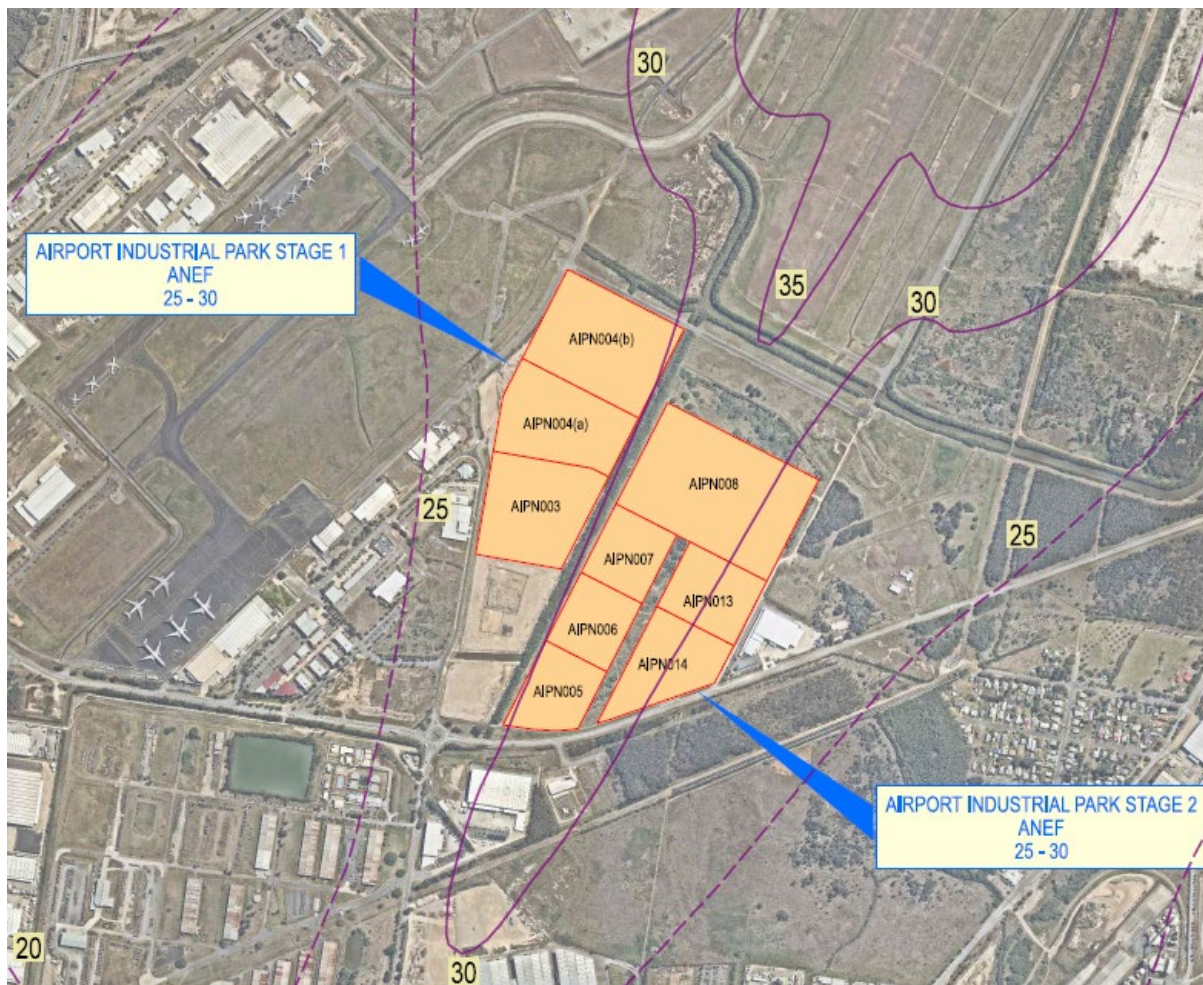 30
AIRPORT INDUSTRIAL PARK STAGE 1
ANEF
25 - 30
35
30
AIPN004(b)
AIPN004(a)
AIPN008
AIPN003
25
25
AIPN007
AIPN013
AIPN006
AIPN014
AIPN005
AIRPORT INDUSTRIAL PARK STAGE 2
ANEF
25 - 30
20
30